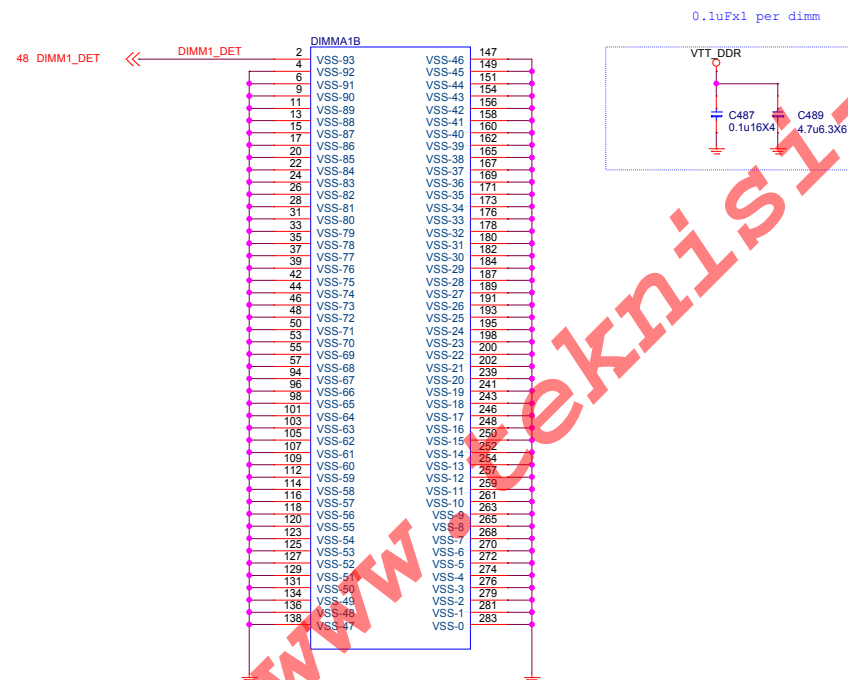 0.1uFx1 per dimm
DIMMA1B
VTT_DDR
48 DIMM1_DET
DIMM1_DET
C487
0.1u16X4
C489
4.7u6.3X6
2 VSS-93 VSS-46 147
4 VSS-92 VSS-45 149
6 VSS-91 VSS-44 151
9 VSS-90 VSS-43 154
11 VSS-89 VSS-42 156
13 VSS-88 VSS-41 158
15 VSS-87 VSS-40 160
17 VSS-86 VSS-39 162
20 VSS-85 VSS-38 165
22 VSS-84 VSS-37 167
24 VSS-83 VSS-36 169
26 VSS-82 VSS-35 171
28 VSS-81 VSS-34 173
31 VSS-80 VSS-33 176
33 VSS-79 VSS-32 178
35 VSS-78 VSS-31 180
37 VSS-77 VSS-30 182
39 VSS-76 VSS-29 184
42 VSS-75 VSS-28 187
44 VSS-74 VSS-27 189
46 VSS-73 VSS-26 191
48 VSS-72 VSS-25 193
50 VSS-71 VSS-24 195
53 VSS-70 VSS-23 198
55 VSS-69 VSS-22 200
57 VSS-68 VSS-21 202
94 VSS-67 VSS-20 239
96 VSS-66 VSS-19 241
98 VSS-65 VSS-18 243
101 VSS-64 VSS-17 246
103 VSS-63 VSS-16 248
105 VSS-62 VSS-15 250
107 VSS-61 VSS-14 252
109 VSS-60 VSS-13 254
112 VSS-59 VSS-12 257
114 VSS-58 VSS-11 259
116 VSS-57 VSS-10 261
118 VSS-56 VSS-9 263
120 VSS-55 VSS-8 265
123 VSS-54 VSS-7 268
125 VSS-53 VSS-6 270
127 VSS-52 VSS-5 272
129 VSS-51 VSS-4 274
131 VSS-50 VSS-3 276
134 VSS-49 VSS-2 279
136 VSS-48 VSS-1 281
138 VSS-47 VSS-0 283
www.teknisi-